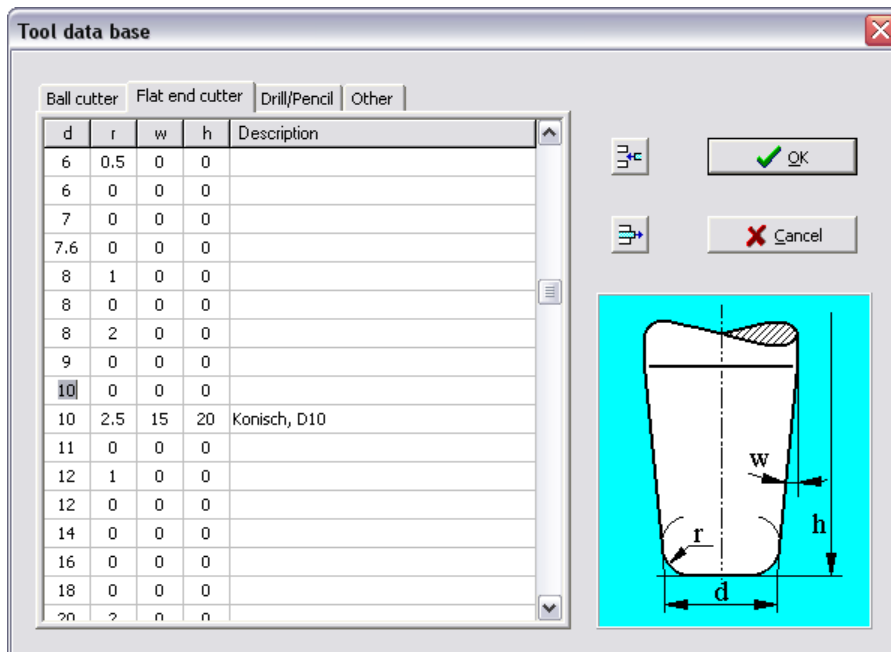 Tool data base
Ball cutter Flat end cutter Drill/Pencil Other
d r w h Description
6 0.5 0 0
6 0 0 0
7 0 0 0
7.6 0 0 0
8 1 0 0
8 0 0 0
8 2 0 0
9 0 0 0
10 0 0 0
10 2.5 15 20 Konisch, D10
11 0 0 0
12 1 0 0
12 0 0 0
14 0 0 0
16 0 0 0
18 0 0 0
20 2 0 0
OK
Cancel
w
h
r
d